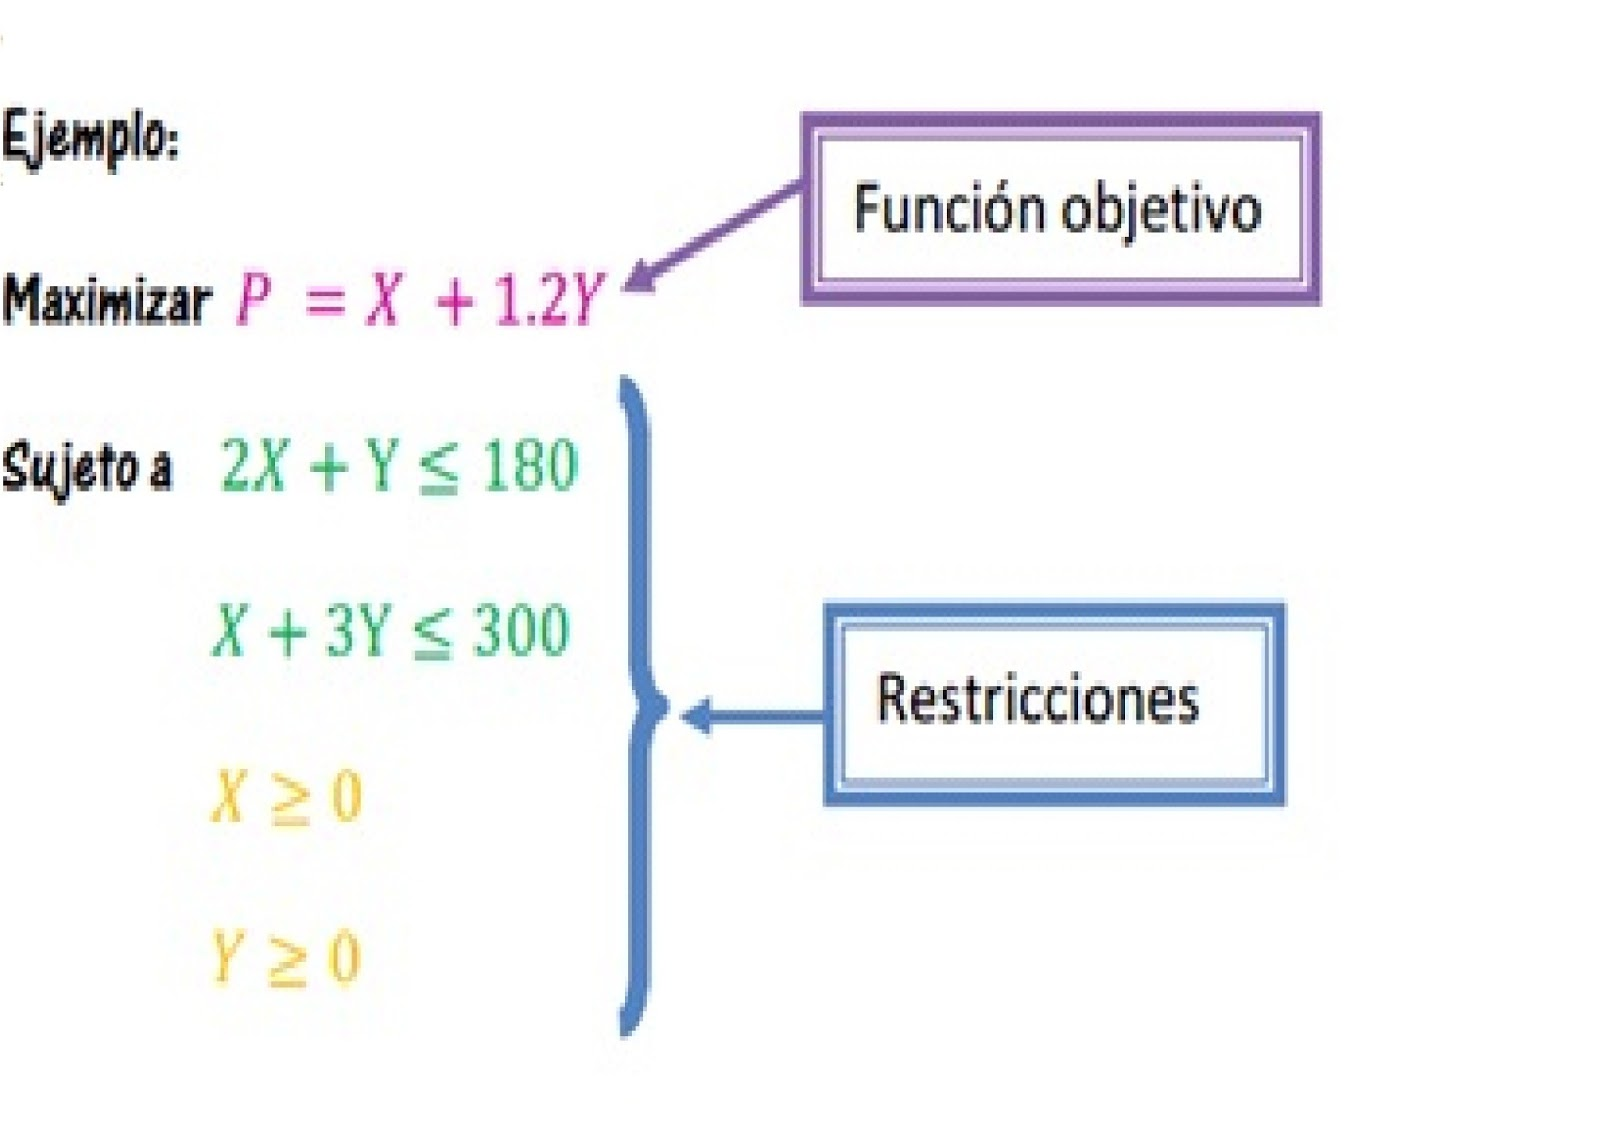 Ejemplo:
Función objetivo
Maximizar P = X + 1.2Y
Sujeto a 2X + Y ≤ 180
X + 3Y ≤ 300
Restricciones
X ≥ 0
Y ≥ 0